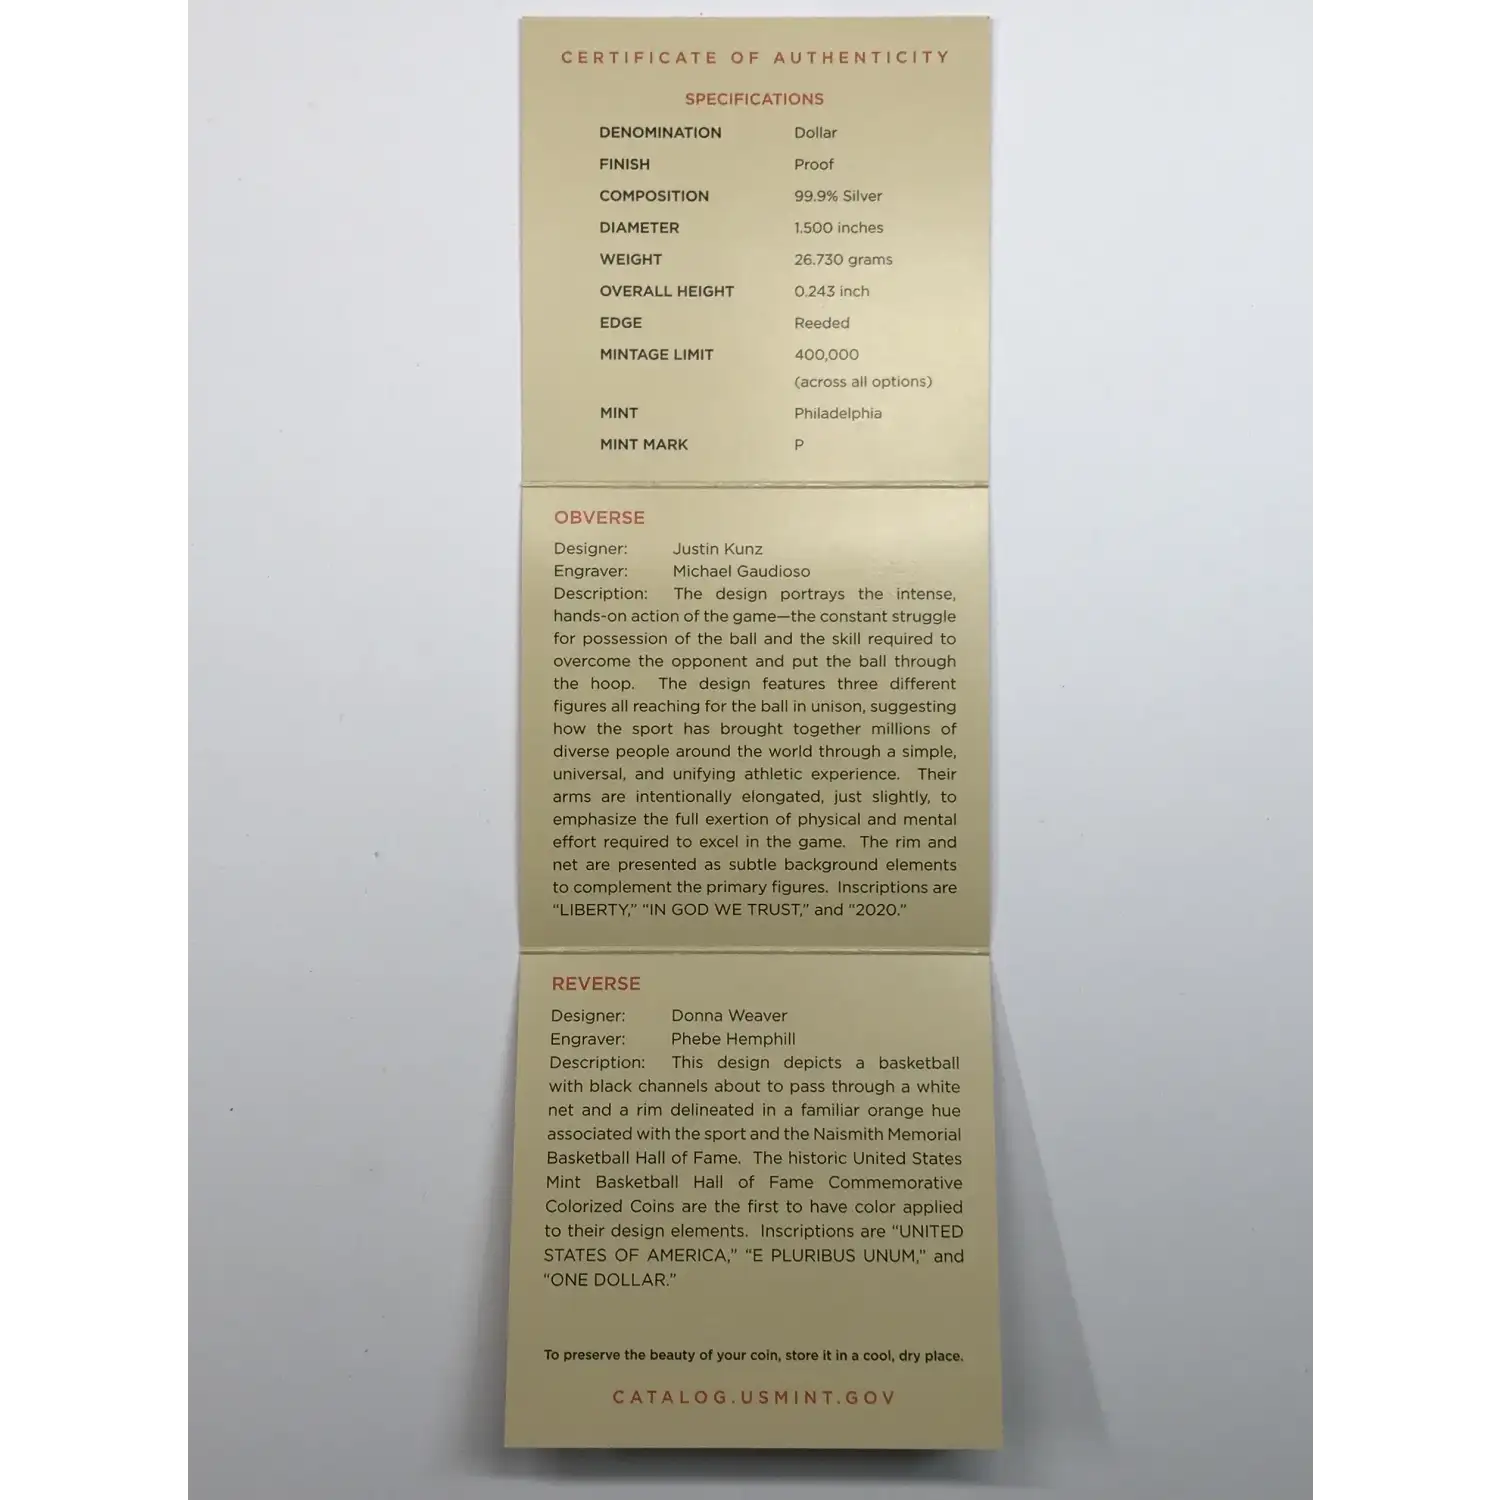 CERTIFICATE OF AUTHENTICITY
SPECIFICATIONS
DENOMINATION Dollar
FINISH Proof
COMPOSITION 99.9% Silver
DIAMETER 1.500 inches
WEIGHT 26.730 grams
OVERALL HEIGHT 0.243 inch
EDGE Reeded
MINTAGE LIMIT 400,000
(across all options)
MINT Philadelphia
MINT MARK P
OBVERSE
Designer: Justin Kunz
Engraver: Michael Gaudioso
Description: The design portrays the intense,
hands-on action of the game—the constant struggle
for possession of the ball and the skill required to
overcome the opponent and put the ball through
the hoop. The design features three different
figures all reaching for the ball in unison, suggesting
how the sport has brought together millions of
diverse people around the world through a simple,
universal, and unifying athletic experience. Their
arms are intentionally elongated, just slightly, to
emphasize the full exertion of physical and mental
effort required to excel in the game. The rim and
net are presented as subtle background elements
to complement the primary figures. Inscriptions are
“LIBERTY,” “IN GOD WE TRUST,” and “2020.”
REVERSE
Designer: Donna Weaver
Engraver: Phebe Hemphill
Description: This design depicts a basketball
with black channels about to pass through a white
net and a rim delineated in a familiar orange hue
associated with the sport and the Naismith Memorial
Basketball Hall of Fame. The historic United States
Mint Basketball Hall of Fame Commemorative
Colorized Coins are the first to have color applied
to their design elements. Inscriptions are “UNITED
STATES OF AMERICA,” “E PLURIBUS UNUM,” and
“ONE DOLLAR.”
To preserve the beauty of your coin, store it in a cool, dry place.
CATALOG.USMINT.GOV